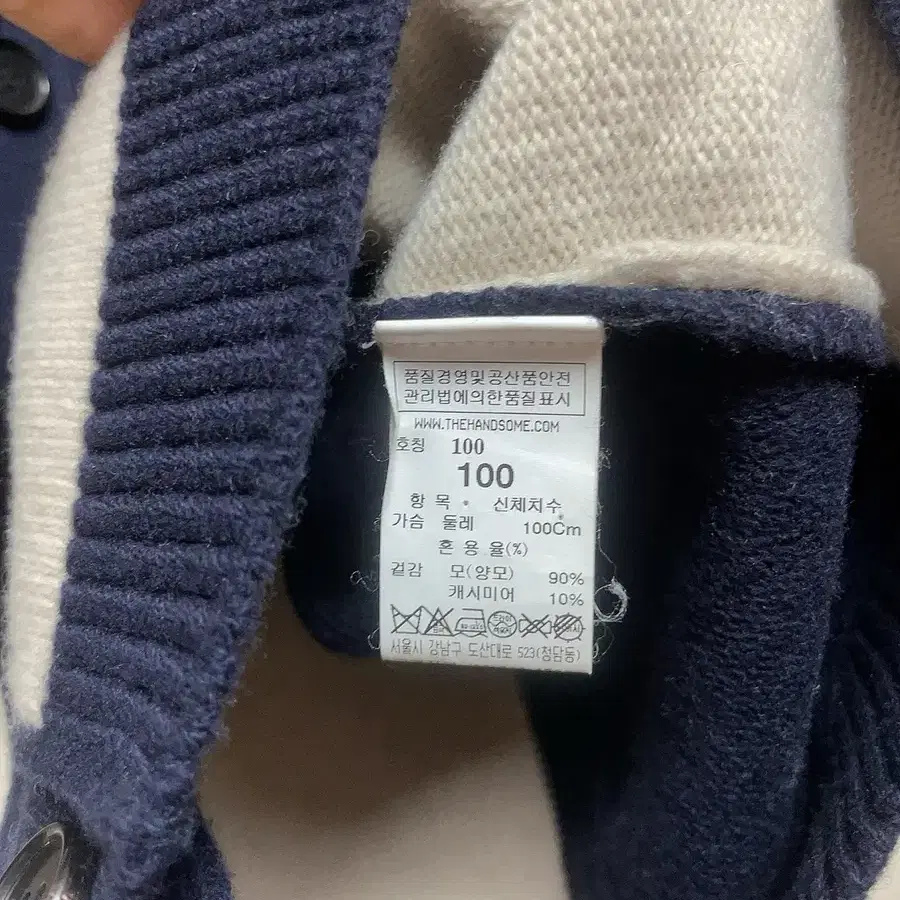 품질경영및공산품안전
관리법에의한품질표시
WWW.THEHANDSOME.COM
호칭 100
100
항 목 • 신체치수
가슴 둘레 100Cm
혼 용 율(%)
겉감 모(양모) 90%
캐시미어 10%
서울시 강남구 도산대로 523(청담동)